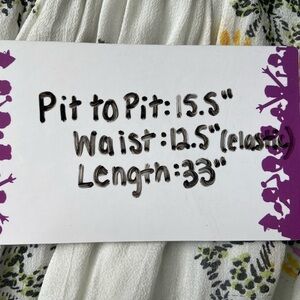 Pit to Pit: 15.5"
Waist: 12.5" (elastic)
Length: 33"